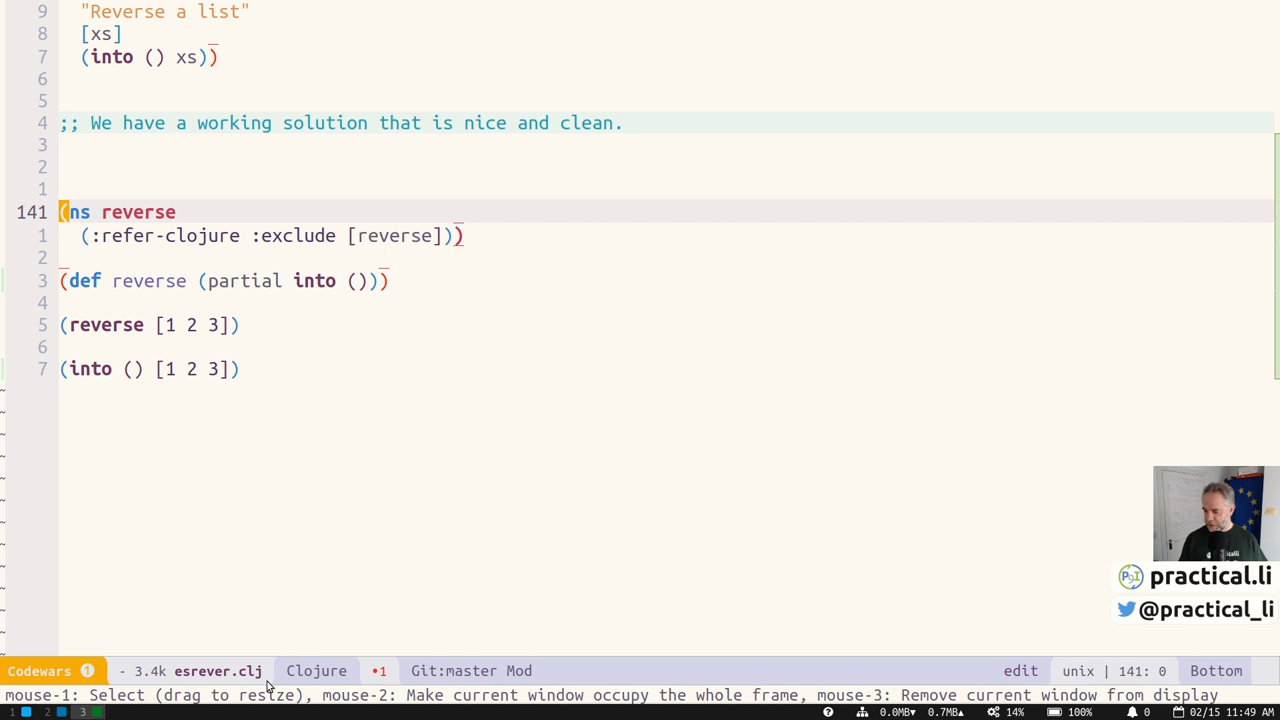 9 "Reverse a list"
8 [xs]
7 (into () xs))
6
5
4 ;; We have a working solution that is nice and clean.
3
2
1
141 (ns reverse
1 (:refer-clojure :exclude [reverse]))
2
3 (def reverse (partial into ()))
4
5 (reverse [1 2 3])
6
7 (into () [1 2 3])
~
~
~
~
~
~
~
~
~
~
~
~
~
practical.li
@practical_li
Codewars 1 - 3.4k esrever.clj Clojure •1 Git:master Mod edit unix | 141: 0 Bottom
mouse-1: Select (drag to resize), mouse-2: Make current window occupy the whole frame, mouse-3: Remove current window from display
1 2 3 0.0MB▾ 0.7MB▴ 14% 100% 0 02/15 11:49 AM